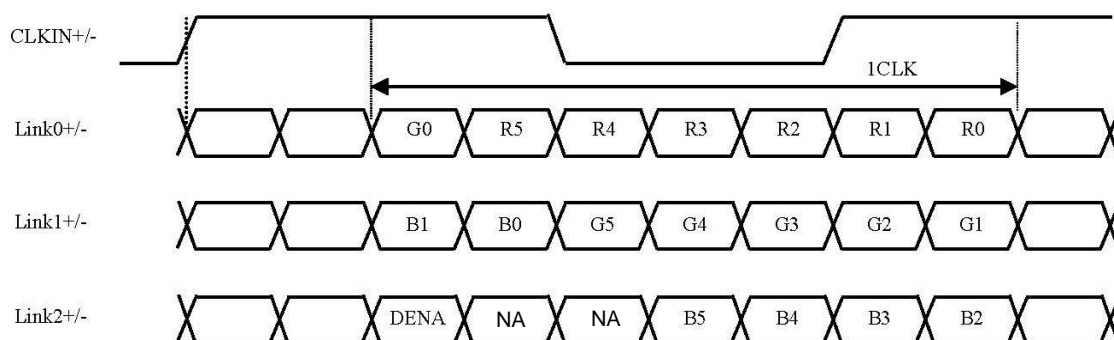 CLKIN+/-
1CLK
Link0+/- G0 R5 R4 R3 R2 R1 R0
Link1+/- B1 B0 G5 G4 G3 G2 G1
Link2+/- DENA NA NA B5 B4 B3 B2